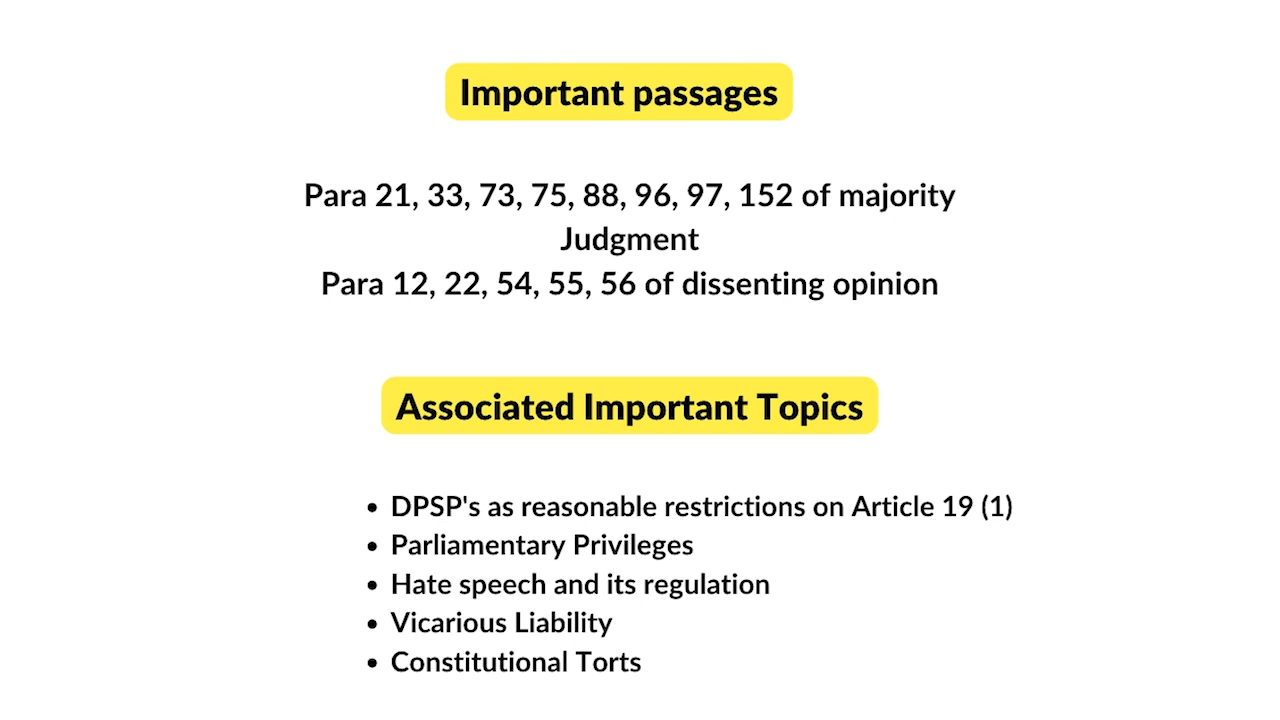 Important passages
Para 21, 33, 73, 75, 88, 96, 97, 152 of majority
Judgment
Para 12, 22, 54, 55, 56 of dissenting opinion
Associated Important Topics
• DPSP's as reasonable restrictions on Article 19 (1)
• Parliamentary Privileges
• Hate speech and its regulation
• Vicarious Liability
• Constitutional Torts